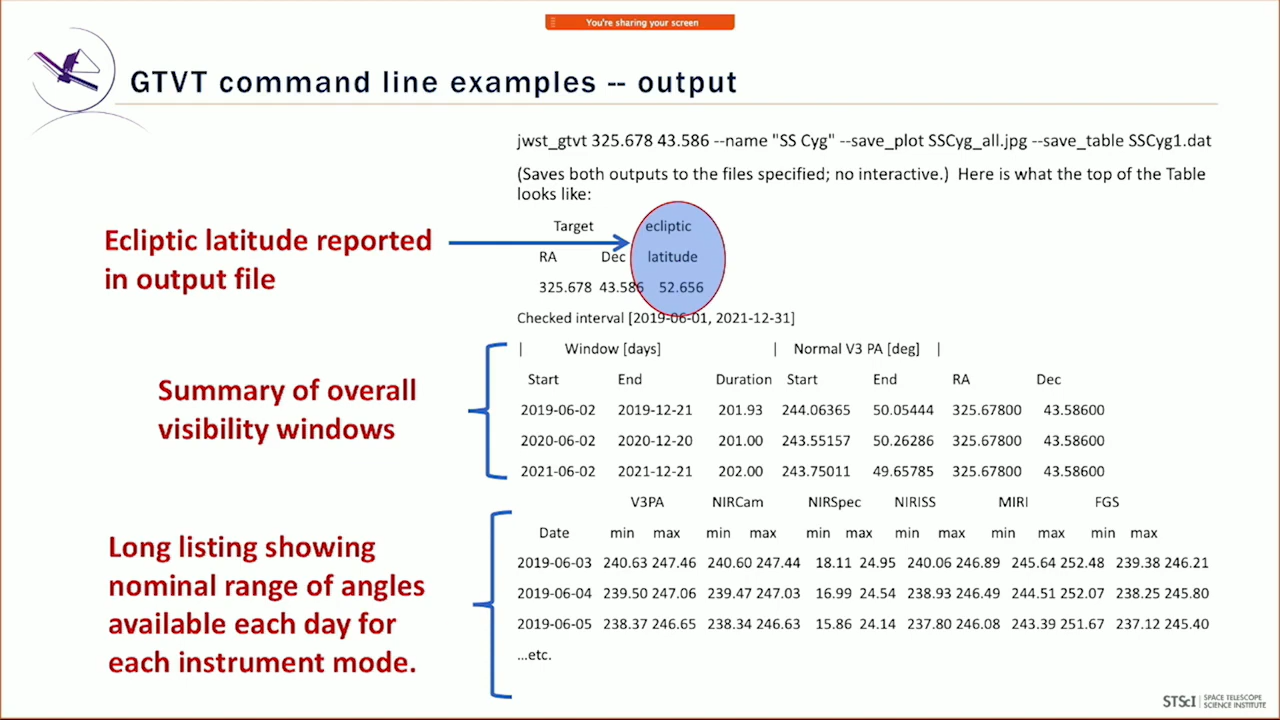 You're sharing your screen
GTVT command line examples -- output
jwst_gtvt 325.678 43.586 --name "SS Cyg" --save_plot SSCyg_all.jpg --save_table SSCyg1.dat
(Saves both outputs to the files specified; no interactive.) Here is what the top of the Table
looks like:
Target ecliptic
RA Dec latitude
325.678 43.586 52.656
Checked interval [2019-06-01, 2021-12-31]
| Window [days] | Normal V3 PA [deg] |
Start End Duration Start End RA Dec
2019-06-02 2019-12-21 201.93 244.06365 50.05444 325.67800 43.58600
2020-06-02 2020-12-20 201.00 243.55157 50.26286 325.67800 43.58600
2021-06-02 2021-12-21 202.00 243.75011 49.65785 325.67800 43.58600
V3PA NIRCam NIRSpec NIRISS MIRI FGS
Date min max min max min max min max min max min max
2019-06-03 240.63 247.46 240.60 247.44 18.11 24.95 240.06 246.89 245.64 252.48 239.38 246.21
2019-06-04 239.50 247.06 239.47 247.03 16.99 24.54 238.93 246.49 244.51 252.07 238.25 245.80
2019-06-05 238.37 246.65 238.34 246.63 15.86 24.14 237.80 246.08 243.39 251.67 237.12 245.40
...etc.
Ecliptic latitude reported
in output file
Summary of overall
visibility windows
Long listing showing
nominal range of angles
available each day for
each instrument mode.
STScI | SPACE TELESCOPE
SCIENCE INSTITUTE